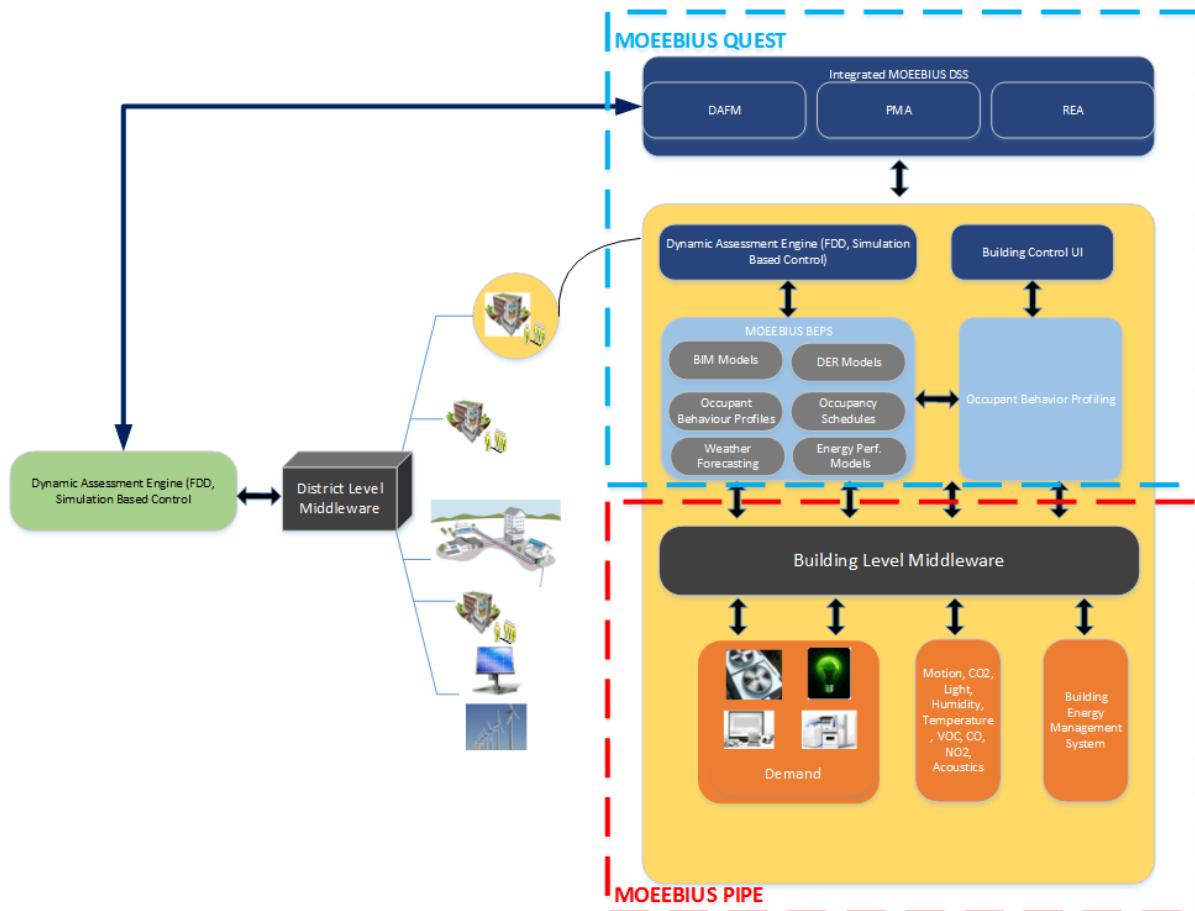 MOEEBIUS QUEST
Integrated MOEEBIUS DSS
DAFM
PMA
REA
Dynamic Assessment Engine (FDD, Simulation
Based Control)
Building Control UI
MOEEBIUS BEPS
BIM Models
DER Models
Occupant
Behaviour Profiles
Occupancy
Schedules
Weather
Forecasting
Energy Perf.
Models
Occupant Behavior Profiling
Dynamic Assessment Engine (FDD,
Simulation Based Control
District Level
Middleware
Building Level Middleware
Demand
Motion, CO2,
Light,
Humidity,
Temperature
, VOC, CO,
NO2,
Acoustics
Building
Energy
Management
System
MOEEBIUS PIPE